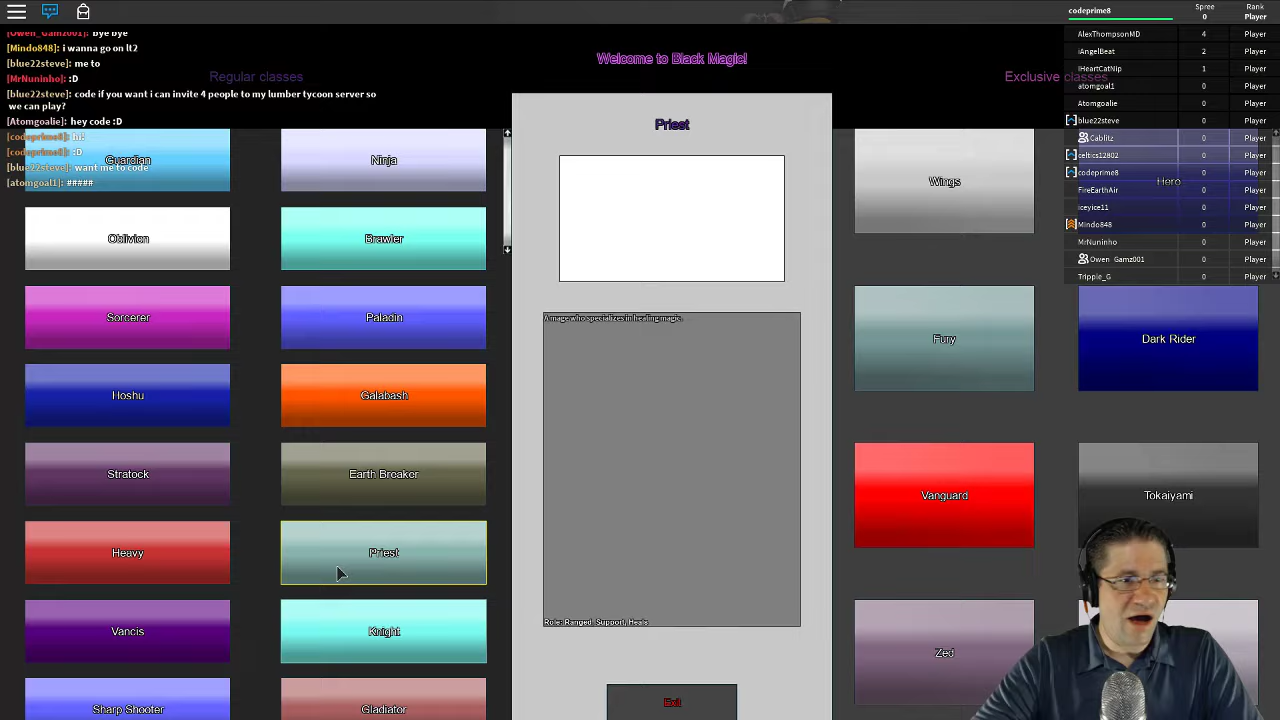 codeprime8 Spree 0 Rank Player
[Owen_Gamz001]: bye bye
[Mindo848]: i wanna go on lt2
[blue22steve]: me to
[MrNuninho]: :D
[blue22steve]: code if you want i can invite 4 people to my lumber tycoon server so
we can play?
[Atomgoalie]: hey code :D
[codeprime8]: hi!
[codeprime8]: :D
[blue22steve]: want me to code
[atomgoal1]: #####
Regular classes
Welcome to Black Magic!
Exclusive classes
AlexThompsonMD 4 Player
iAngelBeat 2 Player
iHeartCatNip 1 Player
atomgoal1 0 Player
Atomgoalie 0 Player
blue22steve 0 Player
Cablitz 0 Player
celtics12802 0 Player
codeprime8 0 Player
FireEarthAir 0 Player
iceyice11 0 Player
Mindo848 0 Player
MrNuninho 0 Player
Owen_Gamz001 0 Player
Tripple_G 0 Player
Guardian
Ninja
Oblivion
Brawler
Sorcerer
Paladin
Hoshu
Galabash
Stratock
Earth Breaker
Heavy
Priest
Vancis
Knight
Sharp Shooter
Gladiator
Priest
A mage who specializes in healing magic.
Role: Ranged, Support, Heals
Exit
Wings
Hero
Fury
Dark Rider
Vanguard
Tokaiyami
Zed